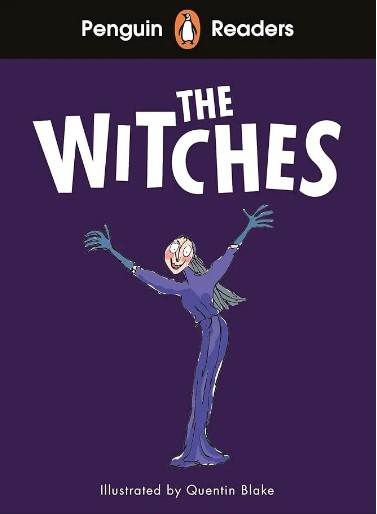 Penguin Readers
THE
WITCHES
Illustrated by Quentin Blake